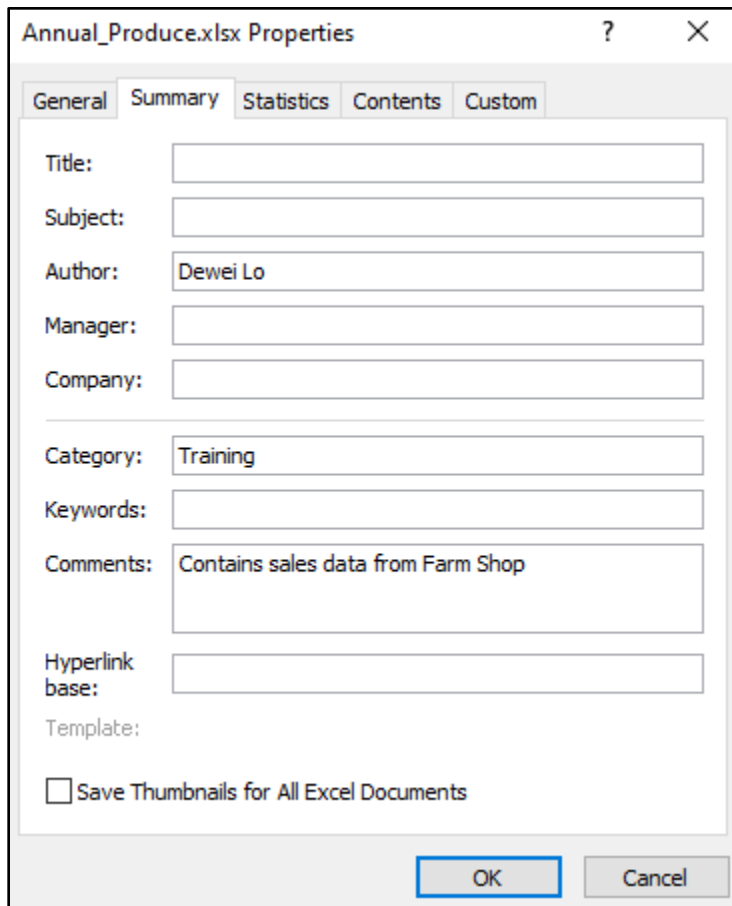 Annual_Produce.xlsx Properties ? X
General Summary Statistics Contents Custom
Title:
Subject:
Author: Dewei Lo
Manager:
Company:
Category: Training
Keywords:
Comments: Contains sales data from Farm Shop
Hyperlink
base:
Template:
Save Thumbnails for All Excel Documents
OK Cancel